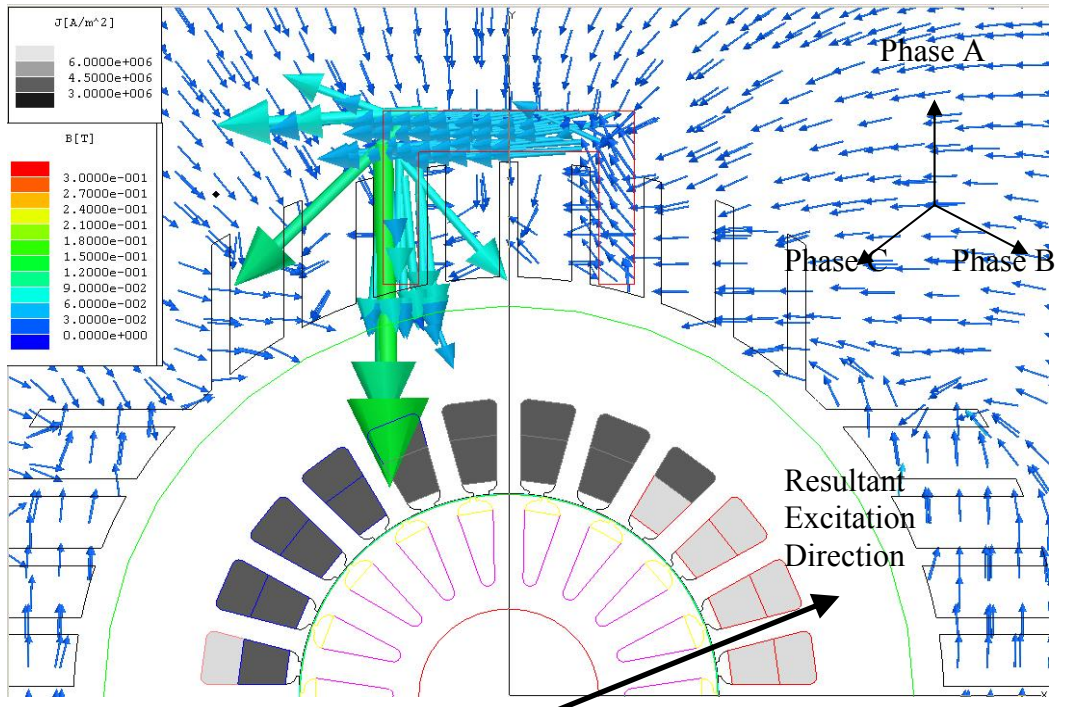 J[A/m^2]
6.0000e+006
4.5000e+006
3.0000e+006
B[T]
3.0000e-001
2.7000e-001
2.4000e-001
2.1000e-001
1.8000e-001
1.5000e-001
1.2000e-001
9.0000e-002
6.0000e-002
3.0000e-002
0.0000e+000
Y
Phase A
Phase C
Phase B
Resultant
Excitation
Direction
X